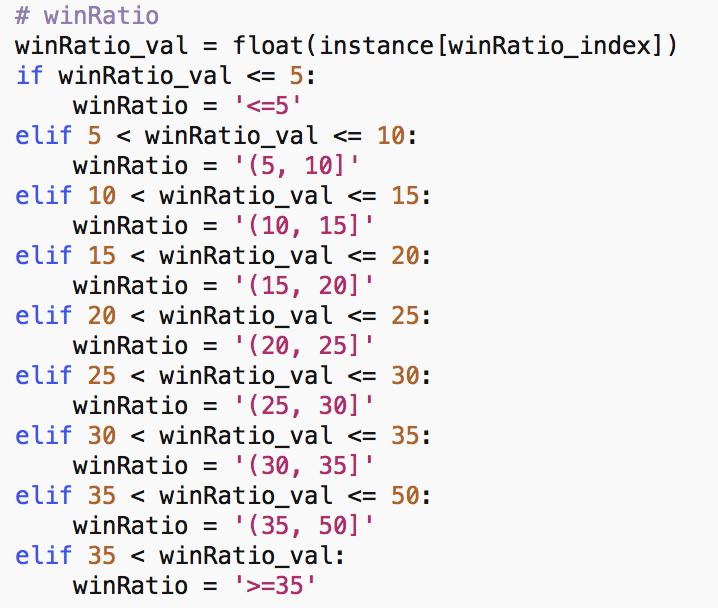 # winRatio
winRatio_val = float(instance[winRatio_index])
if winRatio_val <= 5:
    winRatio = '<=5'
elif 5 < winRatio_val <= 10:
    winRatio = '(5, 10]'
elif 10 < winRatio_val <= 15:
    winRatio = '(10, 15]'
elif 15 < winRatio_val <= 20:
    winRatio = '(15, 20]'
elif 20 < winRatio_val <= 25:
    winRatio = '(20, 25]'
elif 25 < winRatio_val <= 30:
    winRatio = '(25, 30]'
elif 30 < winRatio_val <= 35:
    winRatio = '(30, 35]'
elif 35 < winRatio_val <= 50:
    winRatio = '(35, 50]'
elif 35 < winRatio_val:
    winRatio = '>=35'